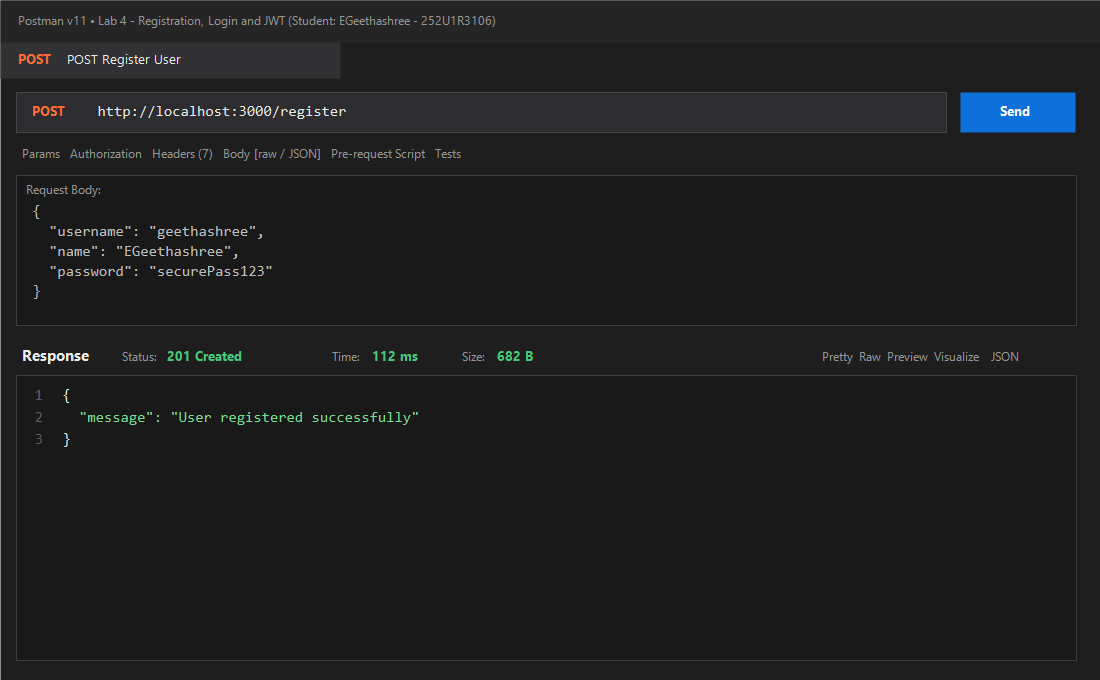 Postman v11 • Lab 4 - Registration, Login and JWT (Student: EGeethashree - 252U1R3106)
POST POST Register User
POST http://localhost:3000/register Send
Params Authorization Headers (7) Body [raw / JSON] Pre-request Script Tests
Request Body:
{
"username": "geethashree",
"name": "EGeethashree",
"password": "securePass123"
}
Response Status: 201 Created Time: 112 ms Size: 682 B Pretty Raw Preview Visualize JSON
1 {
2 "message": "User registered successfully"
3 }